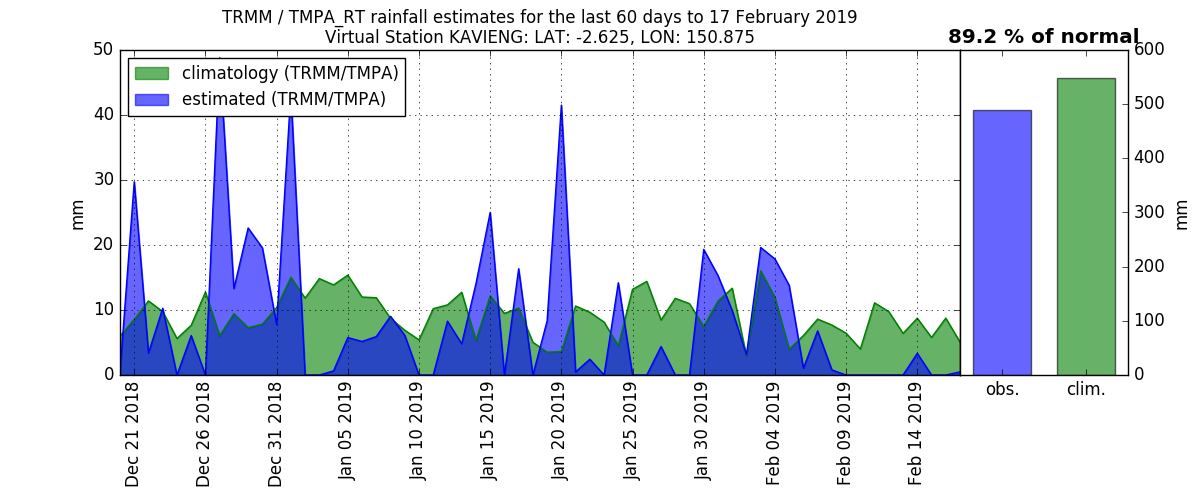 TRMM / TMPA_RT rainfall estimates for the last 60 days to 17 February 2019
Virtual Station KAVIENG: LAT: -2.625, LON: 150.875
89.2 % of normal
climatology (TRMM/TMPA)
estimated (TRMM/TMPA)
50
40
30
20
10
0
mm
600
500
400
300
200
100
0
mm
Dec 21 2018
Dec 26 2018
Dec 31 2018
Jan 05 2019
Jan 10 2019
Jan 15 2019
Jan 20 2019
Jan 25 2019
Jan 30 2019
Feb 04 2019
Feb 09 2019
Feb 14 2019
obs.
clim.